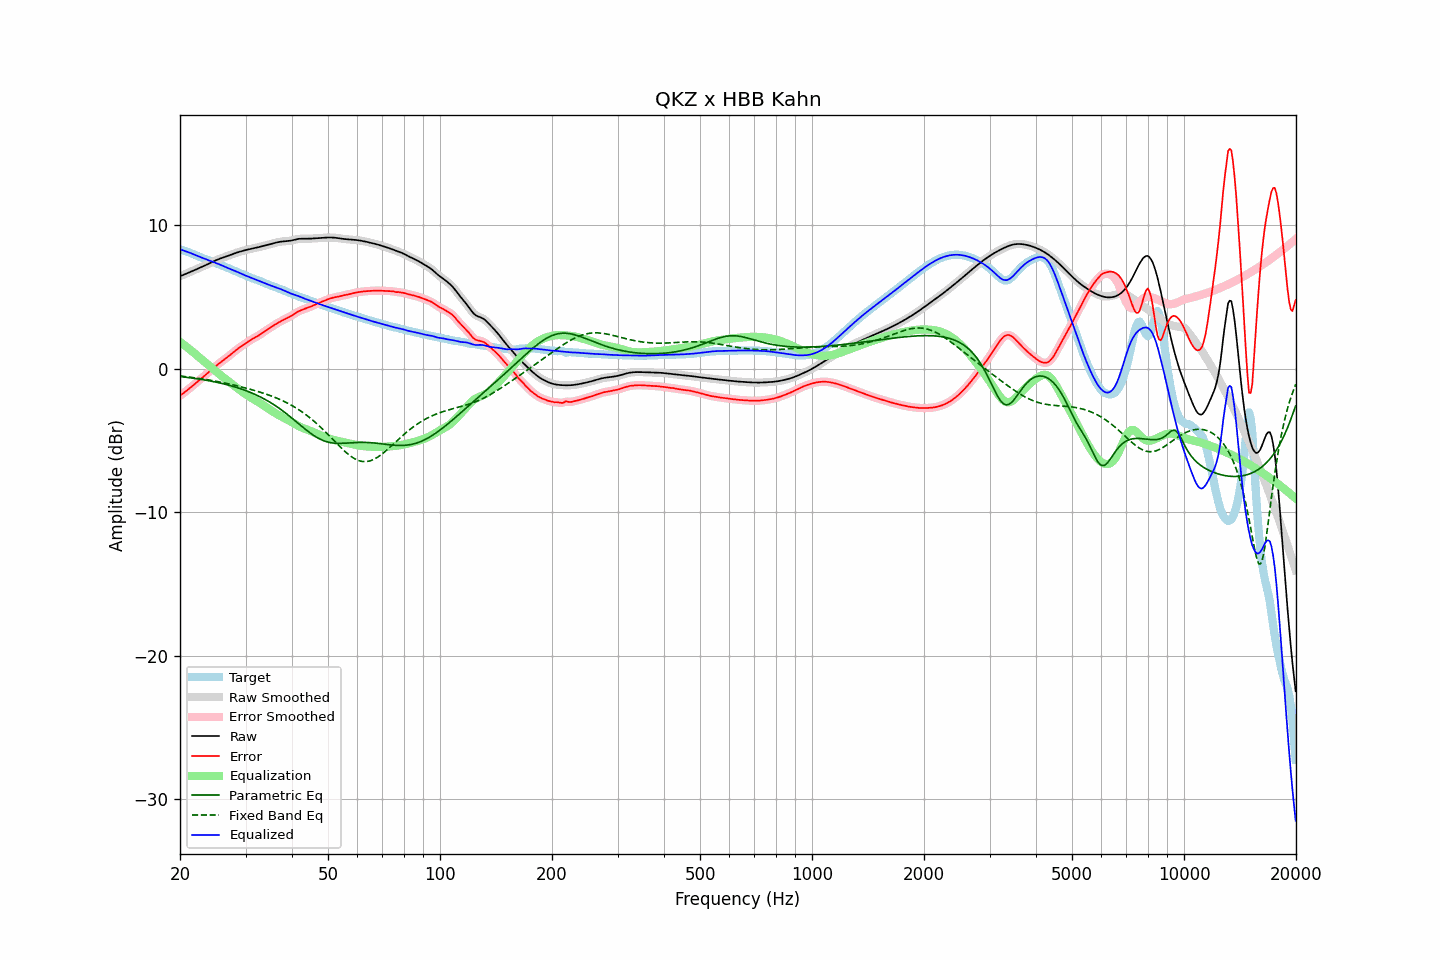 QKZ x HBB Kahn
Amplitude (dBr)
10
0
−10
−20
−30
Target
Raw Smoothed
Error Smoothed
Raw
Error
Equalization
Parametric Eq
Fixed Band Eq
Equalized
20 50 100 200 500 1000 2000 5000 10000 20000
Frequency (Hz)